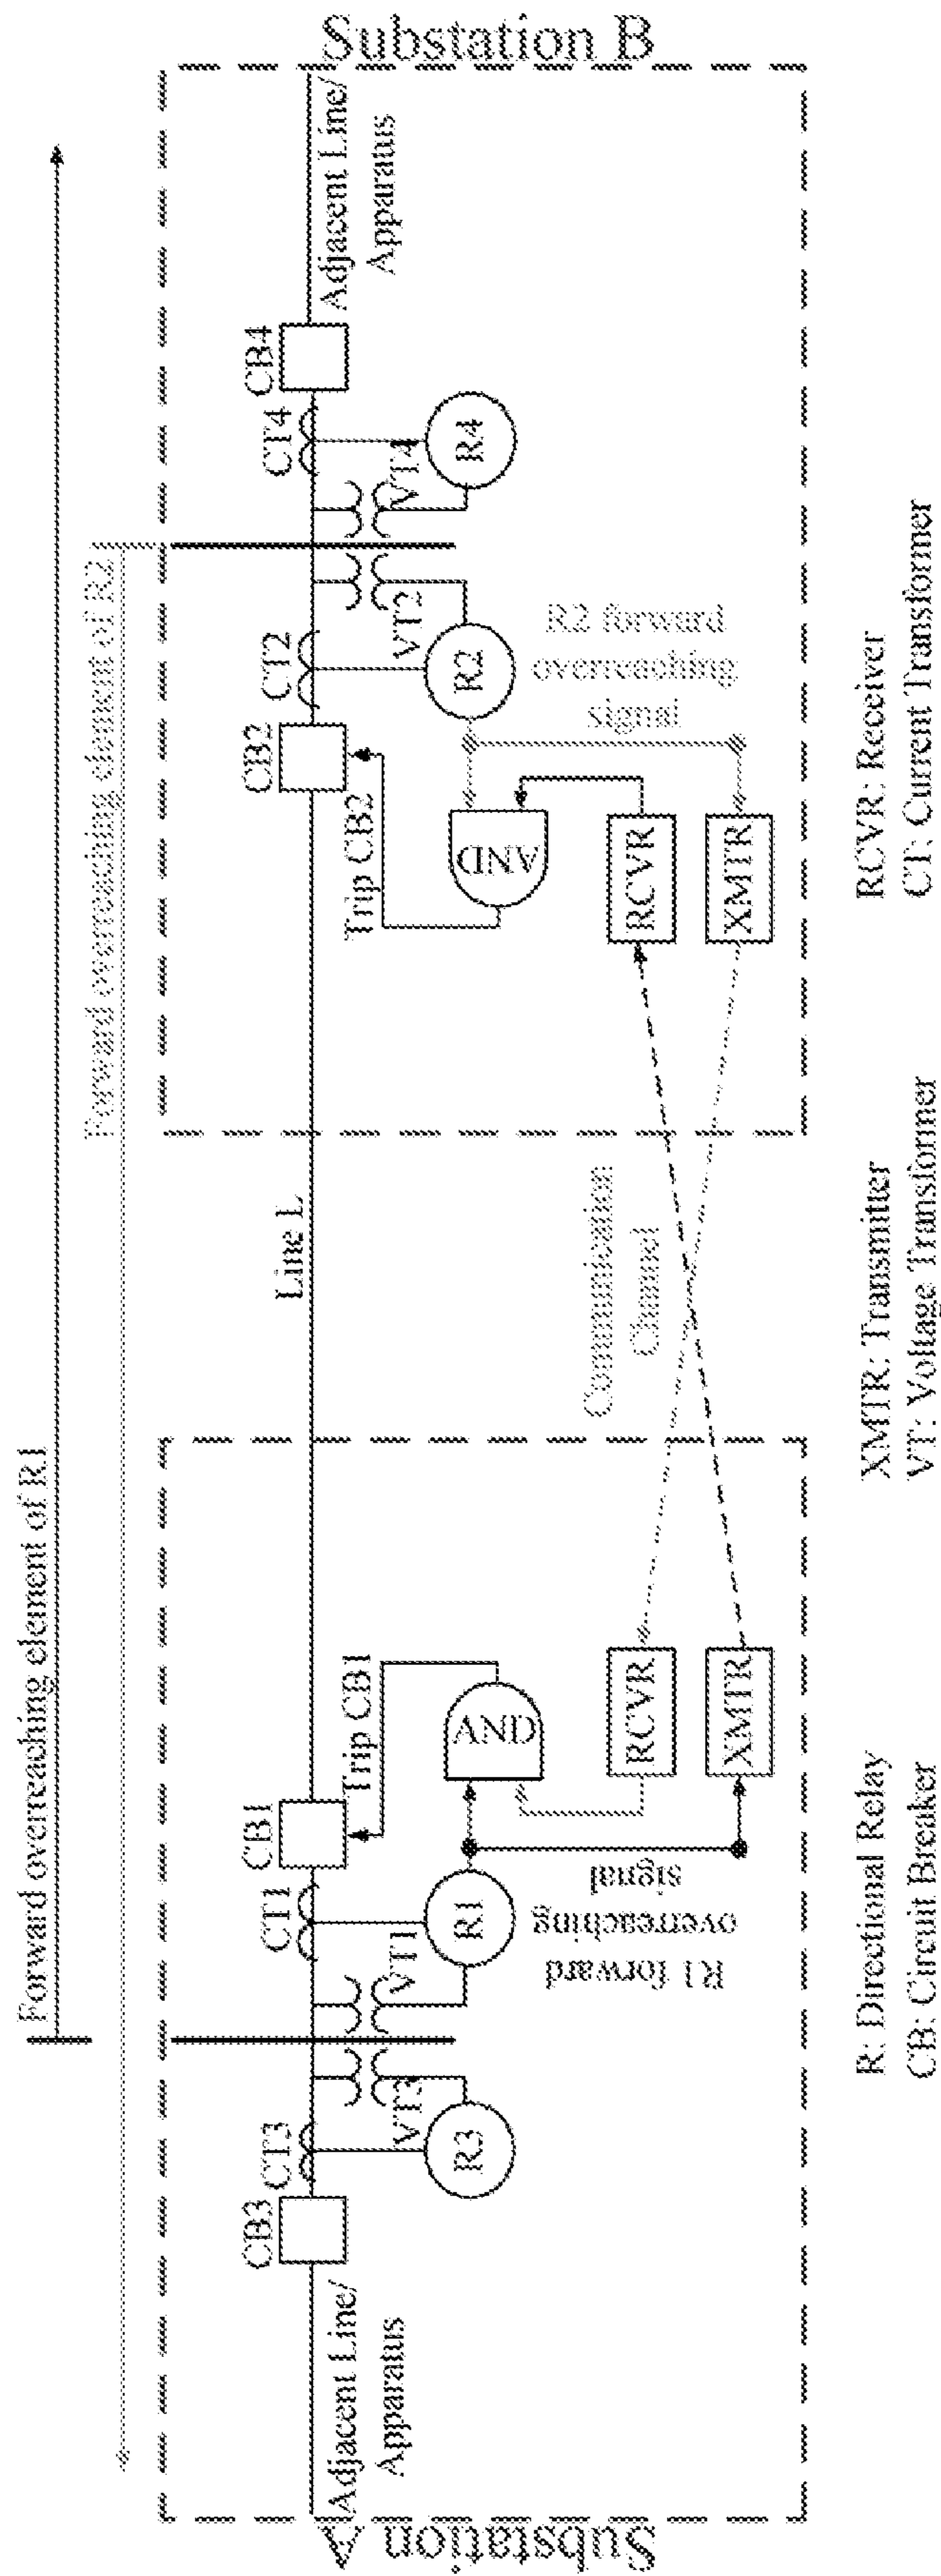 Forward overreaching element of R1
Forward overreaching element of R2
Substation A
Substation B
Adjacent Line/
Apparatus
CB3
CT3
VT3
R3
CT1
VT1
R1
CB1
Trip CB1
AND
R1 forward
overreaching
signal
RCVR
XMTR
Line L
Communication
Channel
CB2
Trip CB2
AND
CT2
VT2
R2
R2 forward
overreaching
signal
RCVR
XMTR
CT4
VT4
R4
CB4
Adjacent Line/
Apparatus
R: Directional Relay
CB: Circuit Breaker
XMTR: Transmitter
VT: Voltage Transformer
RCVR: Receiver
CT: Current Transformer